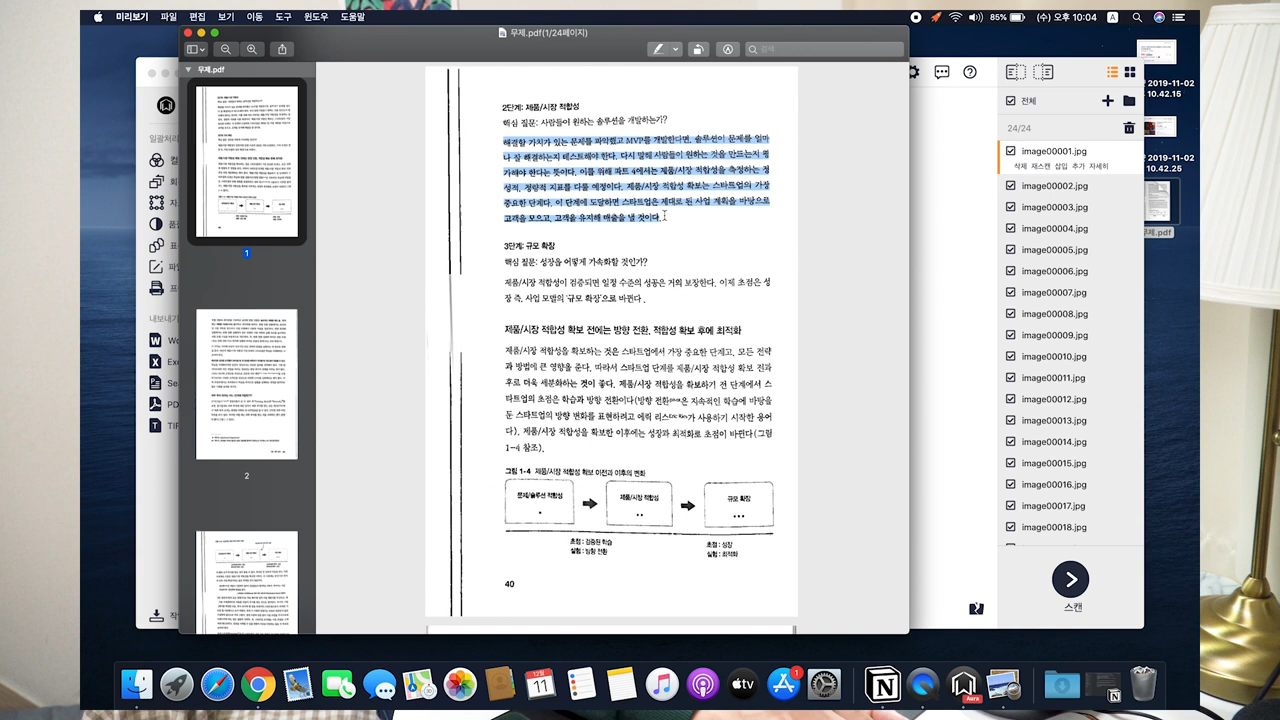 미리보기 파일 편집 보기 이동 도구 윈도우 도움말
85% (수) 오후 10:04 A
무제.pdf(1/24페이지)
검색
무제.pdf
1
2
2단계: 제품/시장 적합성
핵심 질문: 사람들이 원하는 솔루션을 개발하는가?
해결할 가치가 있는 문제를 파악했고 MVP를 개발한다면, 솔루션이 문제를 얼마
나 잘 해결하는지 테스트해야 한다. 다시 말해 사람들이 원하는 것을 만드는지 평
가해야 한다는 뜻이다. 이를 위해 파트 4에서는 제품/시장 적합성을 측정하는 정
성적, 정량적 지표를 다룰 예정이다. 제품/시장 적합성 확보는 스타트업의 가장
중요한 단계다. 이 단계에 도달하면 스타트업은 제대로 된 사업 계획을 바탕으로
고객을 모으고, 고객을 유지해 매출을 낼 것이다.
3단계: 규모 확장
핵심 질문: 성장을 어떻게 가속화할 것인가?
제품/시장 적합성이 검증되면 일정 수준의 성공은 거의 보장한다. 이제 초점은 성
장 즉, 사업 모델의 '규모 확장'으로 바뀐다.
제품/시장 적합성 확보 전에는 방향 전환, 적합성 확보 후에 최적화
제품/시장 적합성을 확보하는 것은 스타트업의 가장 중요한 단계고, 모든 전략
과 방법에 큰 영향을 준다. 따라서 스타트업의 단계를 제품/시장 적합성 확보 전과
후로 더욱 세분화하는 것이 좋다. 제품/시장 적합성을 확보하기 전 단계에서 스
타트업의 초점은 학습과 방향 전환이다(방향 전환이라는 지속적인 학습에 바탕을
둔 스타트업의 방향 변화를 표현하려고 에릭 리스가 사용하기 시작한 용어
다). 제품/시장 적합성을 확보한 이후에는 성장과 최적화로 초점이 바뀐다(그림
1-4 참조).
그림 1-4 제품/시장 적합성 확보 이전과 이후의 변화
문제/솔루션 적합성 제품/시장 적합성 규모 확장
초점 : 검증된 학습 초점 : 성장
실험 : 방향 전환 실험 : 최적화
40
일괄처리
내보내기
전체
24/24
image00001.jpg
삭제 재스캔 삽입 추가 자세히
image00002.jpg
image00003.jpg
image00004.jpg
image00005.jpg
image00006.jpg
image00007.jpg
image00008.jpg
image00009.jpg
image00010.jpg
image00011.jpg
image00012.jpg
image00013.jpg
image00014.jpg
image00015.jpg
image00016.jpg
image00017.jpg
image00018.jpg
스캔
2019-11-02
10.42.15
2019-11-02
10.42.25
무제.pdf
12월
11
tv
1
Aura